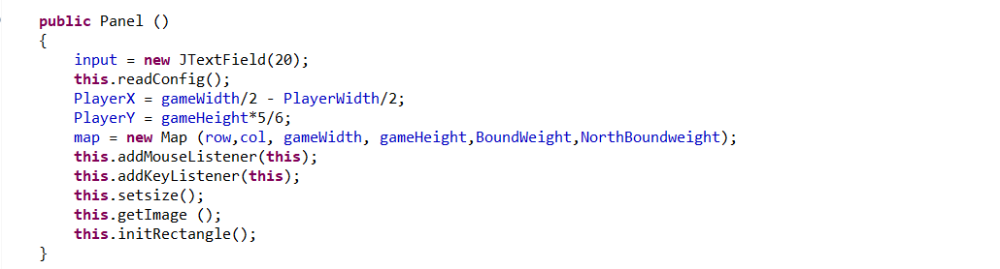 public Panel ()
{
input = new JTextField(20);
this.readConfig();
PlayerX = gameWidth/2 - PlayerWidth/2;
PlayerY = gameHeight*5/6;
map = new Map (row,col, gameWidth, gameHeight,BoundWeight,NorthBoundweight);
this.addMouseListener(this);
this.addKeyListener(this);
this.setsize();
this.getImage ();
this.initRectangle();
}